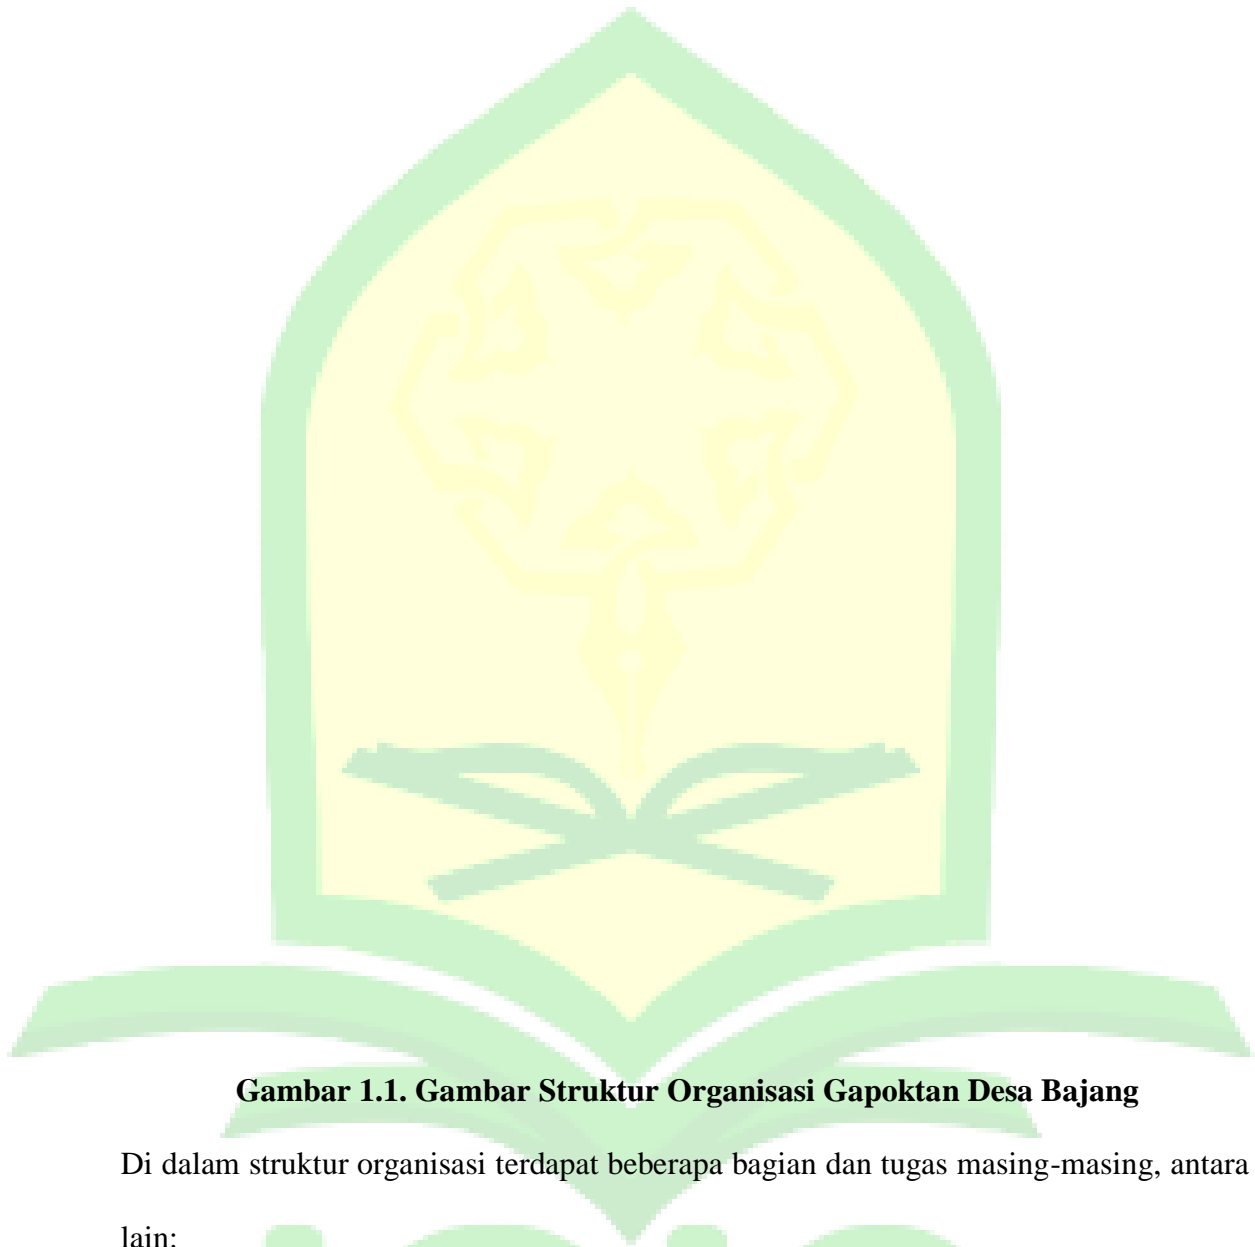 Gambar 1.1. Gambar Struktur Organisasi Gapoktan Desa Bajang
Di dalam struktur organisasi terdapat beberapa bagian dan tugas masing-masing, antara
lain: